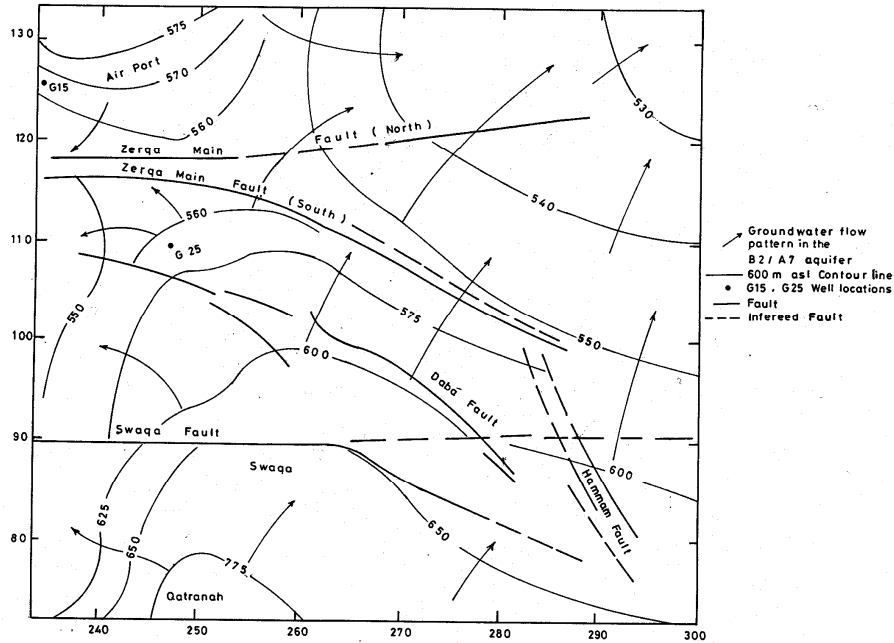 130
120
110
100
90
80
240
250
260
270
280
290
300
575
Air Port
570
G15
560
530
Fault (North)
Zerqa Main
Zerqa Main Fault (South)
540
560
G 25
550
575
550
600
Daba Fault
Swaqa Fault
Swaqa
600
Hammam Fault
625
650
650
775
Qatranah
Groundwater flow
pattern in the
B2 / A7 aquifer
600 m asl Contour line
G15 , G25 Well locations
Fault
Infereed Fault